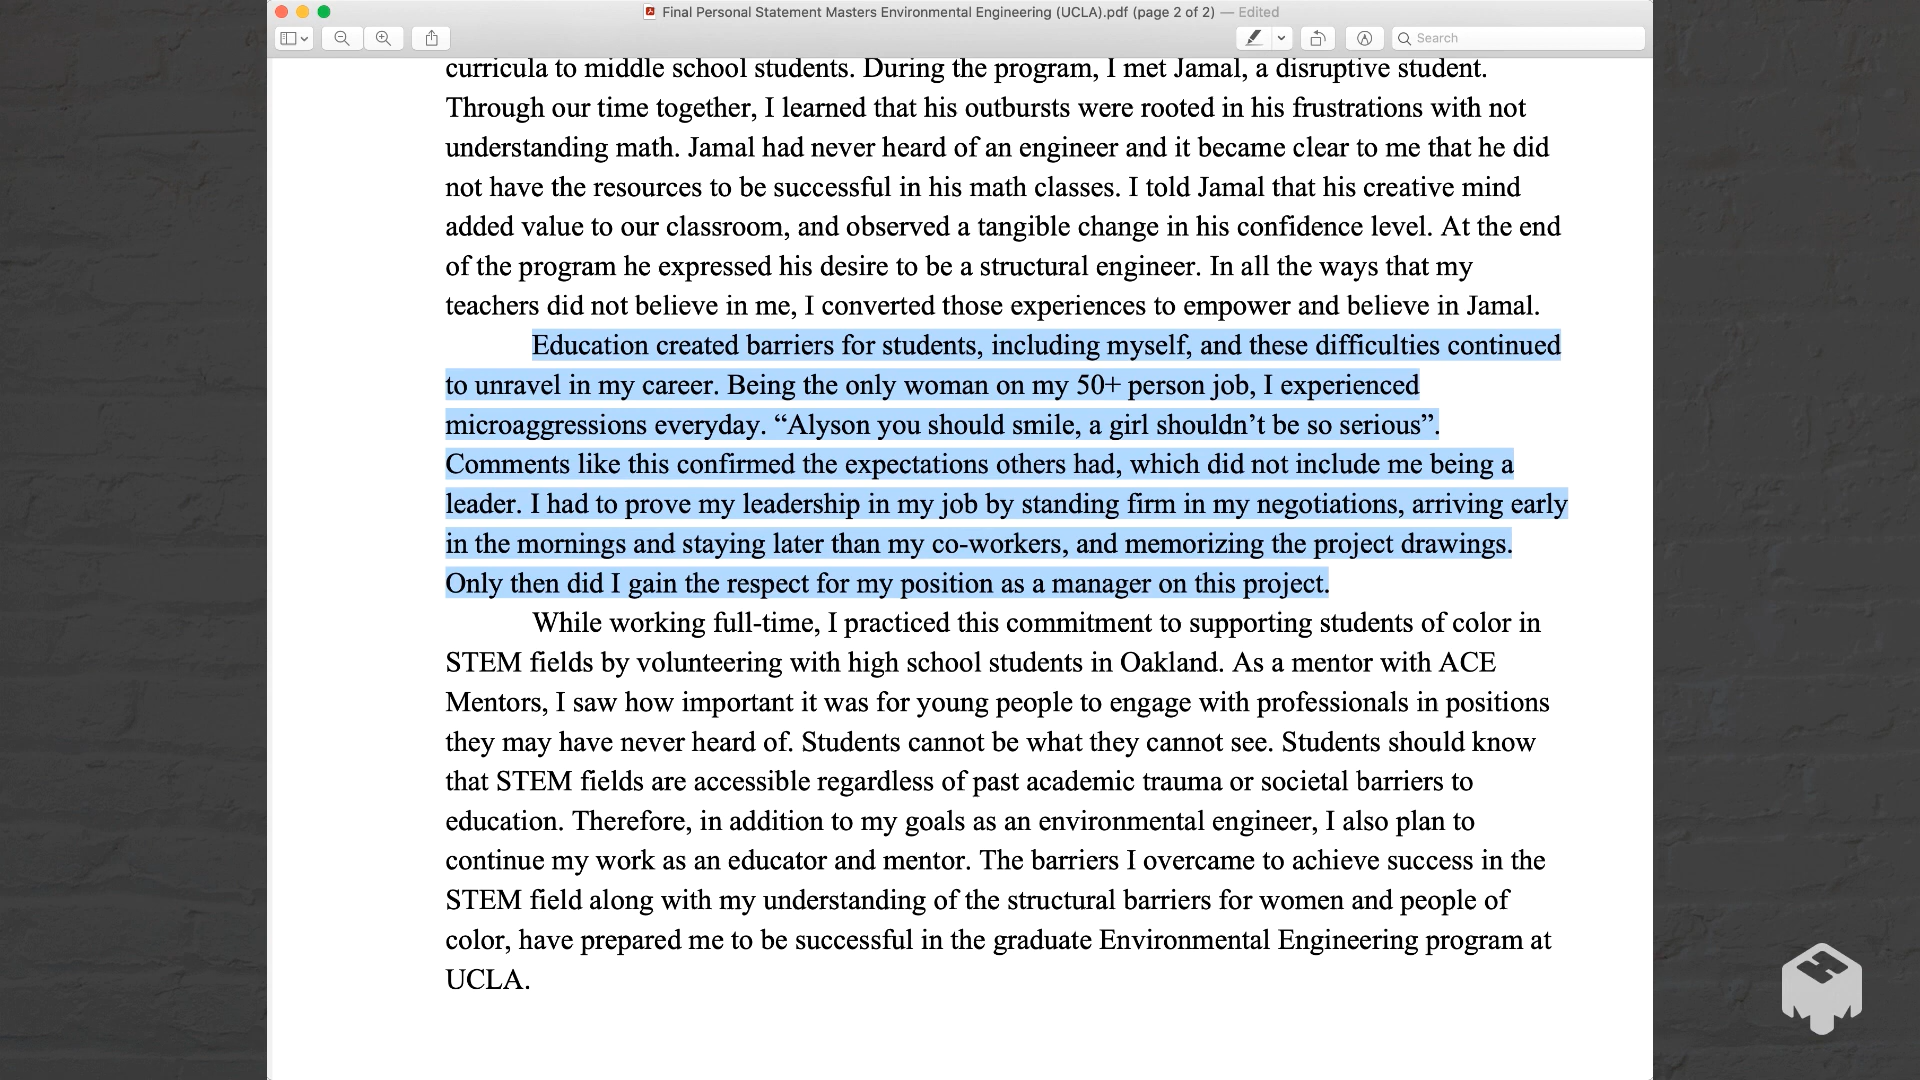 Final Personal Statement Masters Environmental Engineering (UCLA).pdf (page 2 of 2) — Edited
Search
curricula to middle school students. During the program, I met Jamal, a disruptive student.
Through our time together, I learned that his outbursts were rooted in his frustrations with not
understanding math. Jamal had never heard of an engineer and it became clear to me that he did
not have the resources to be successful in his math classes. I told Jamal that his creative mind
added value to our classroom, and observed a tangible change in his confidence level. At the end
of the program he expressed his desire to be a structural engineer. In all the ways that my
teachers did not believe in me, I converted those experiences to empower and believe in Jamal.
Education created barriers for students, including myself, and these difficulties continued
to unravel in my career. Being the only woman on my 50+ person job, I experienced
microaggressions everyday. “Alyson you should smile, a girl shouldn’t be so serious”.
Comments like this confirmed the expectations others had, which did not include me being a
leader. I had to prove my leadership in my job by standing firm in my negotiations, arriving early
in the mornings and staying later than my co-workers, and memorizing the project drawings.
Only then did I gain the respect for my position as a manager on this project.
While working full-time, I practiced this commitment to supporting students of color in
STEM fields by volunteering with high school students in Oakland. As a mentor with ACE
Mentors, I saw how important it was for young people to engage with professionals in positions
they may have never heard of. Students cannot be what they cannot see. Students should know
that STEM fields are accessible regardless of past academic trauma or societal barriers to
education. Therefore, in addition to my goals as an environmental engineer, I also plan to
continue my work as an educator and mentor. The barriers I overcame to achieve success in the
STEM field along with my understanding of the structural barriers for women and people of
color, have prepared me to be successful in the graduate Environmental Engineering program at
UCLA.